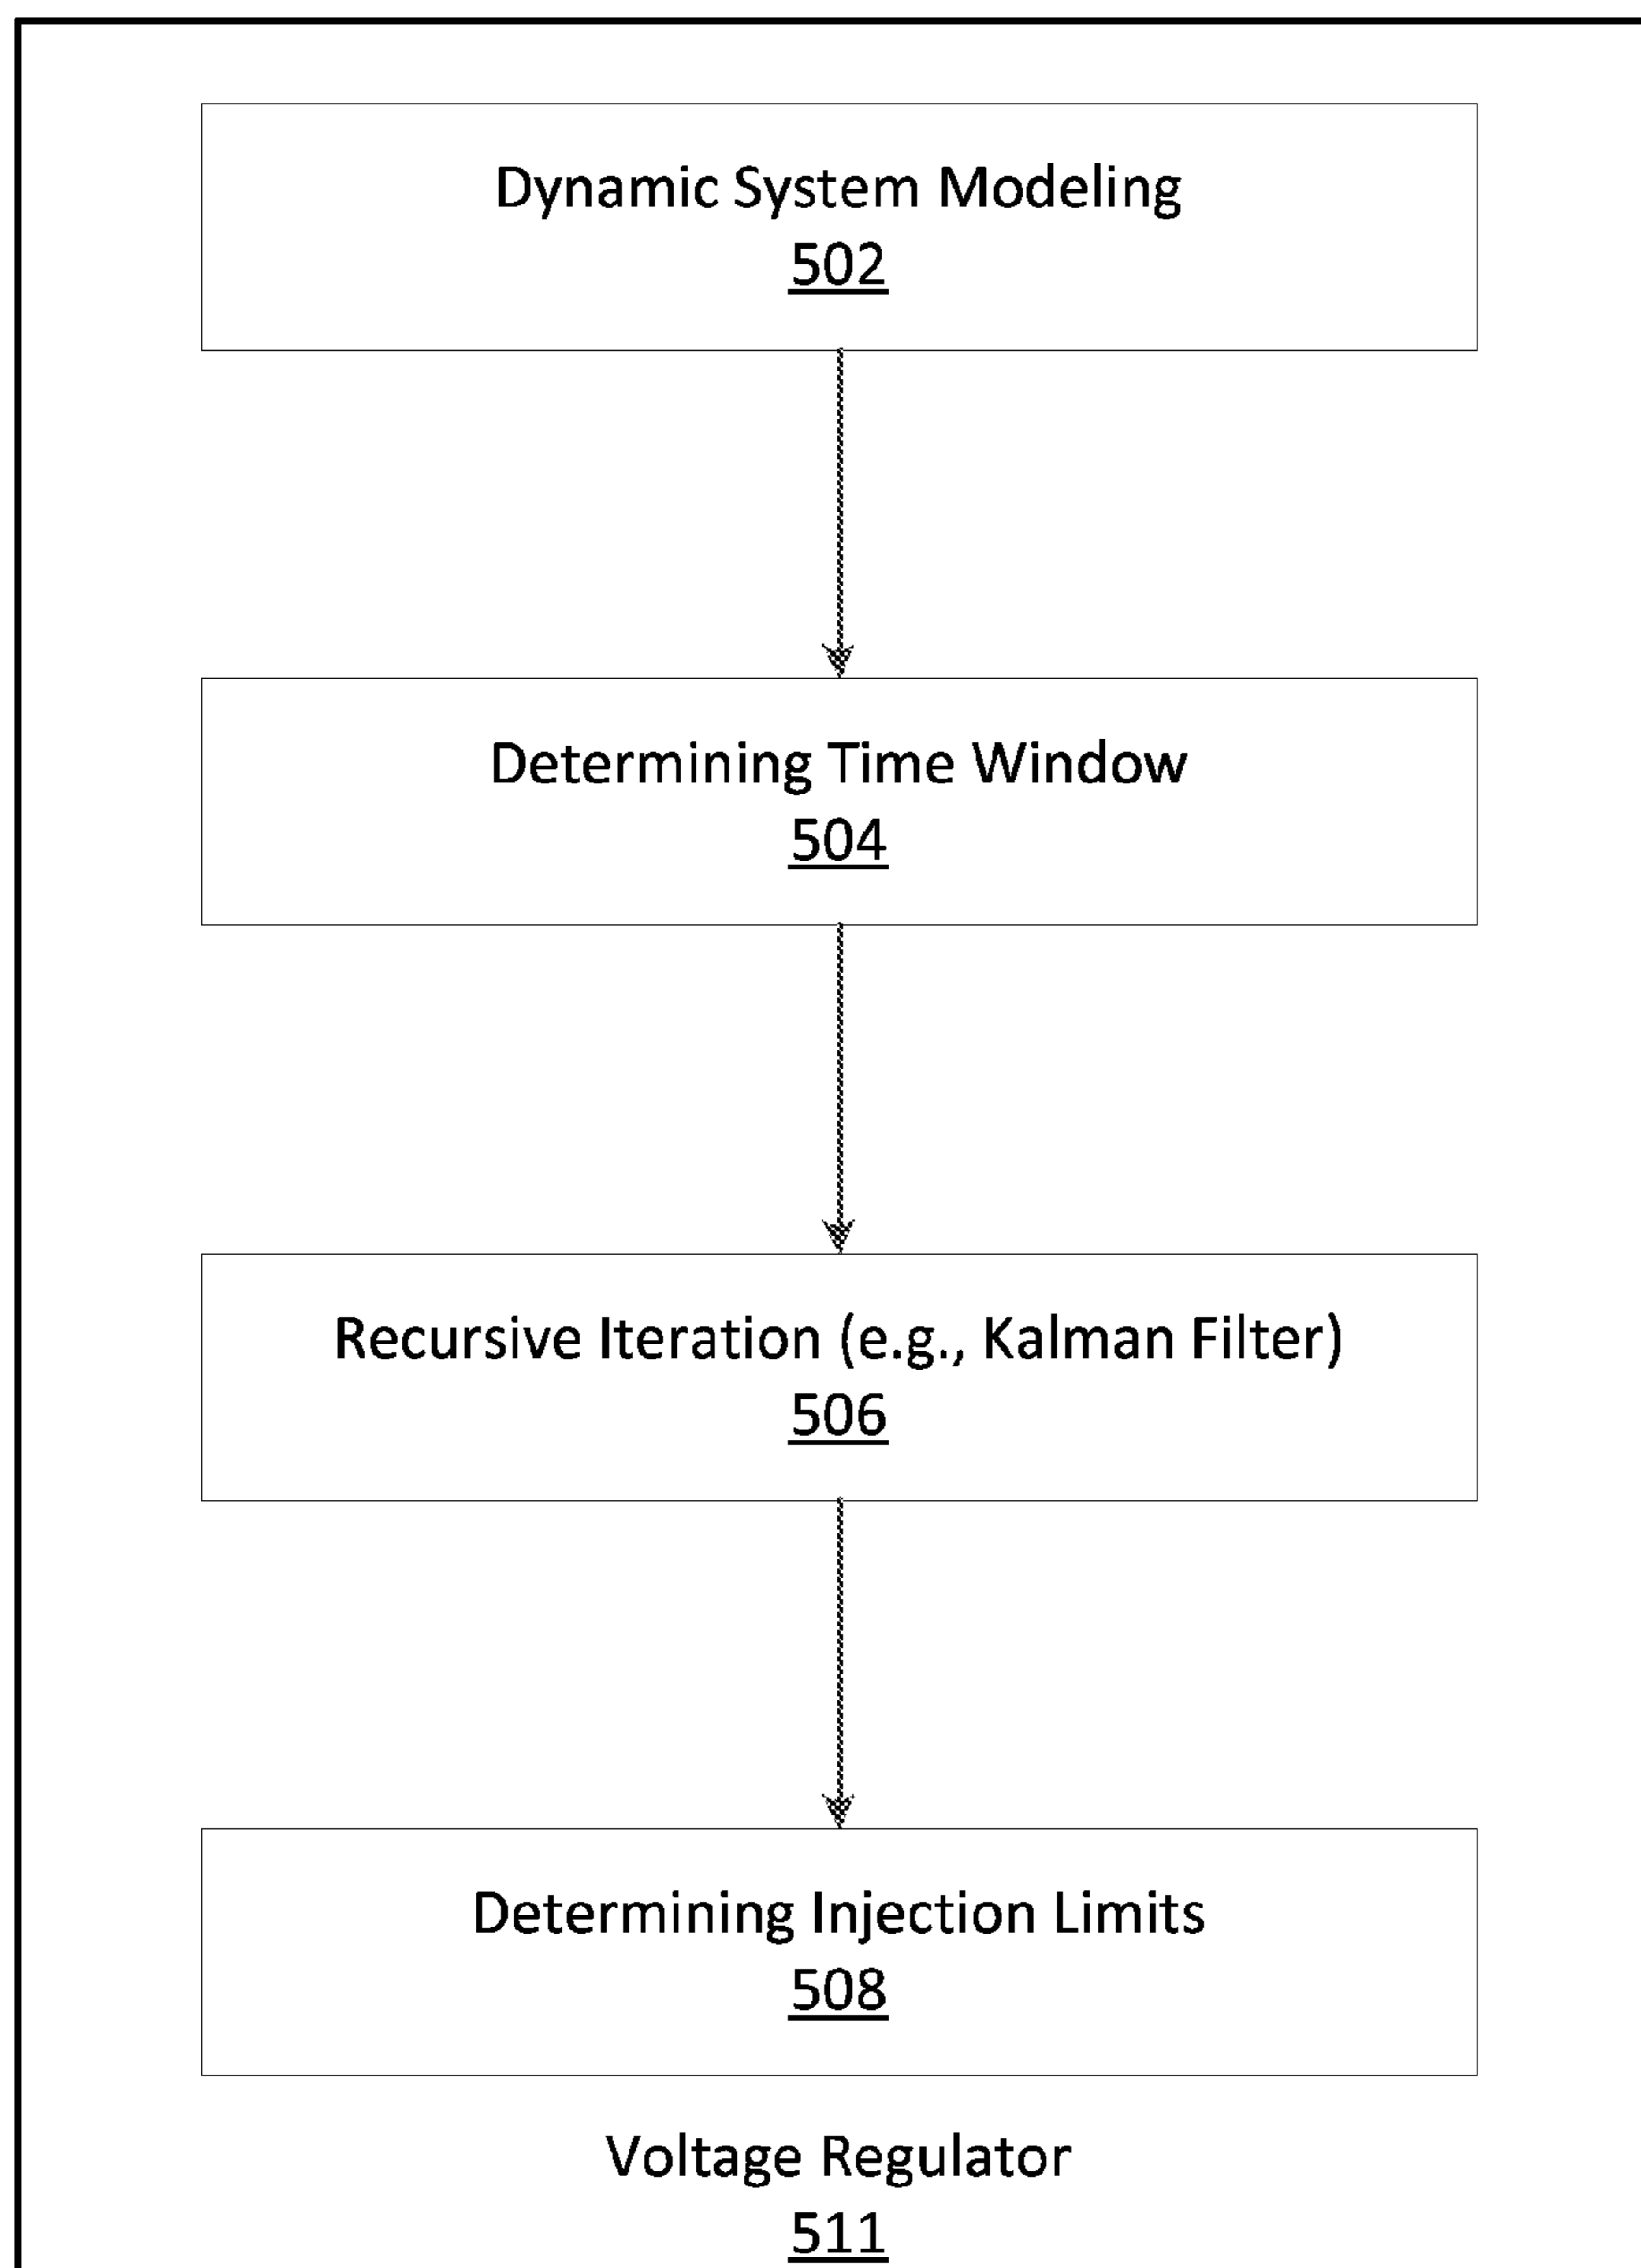 Dynamic System Modeling
502
Determining Time Window
504
Recursive Iteration (e.g., Kalman Filter)
506
Determining Injection Limits
508
Voltage Regulator
511